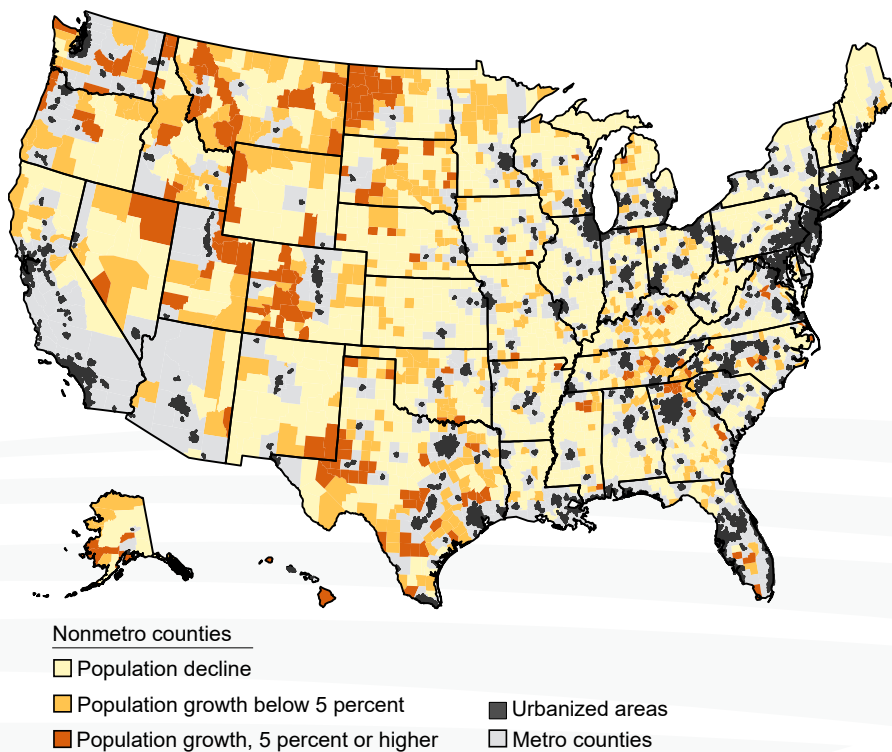 Nonmetro counties
Population decline
Population growth below 5 percent
Population growth, 5 percent or higher
Urbanized areas
Metro counties